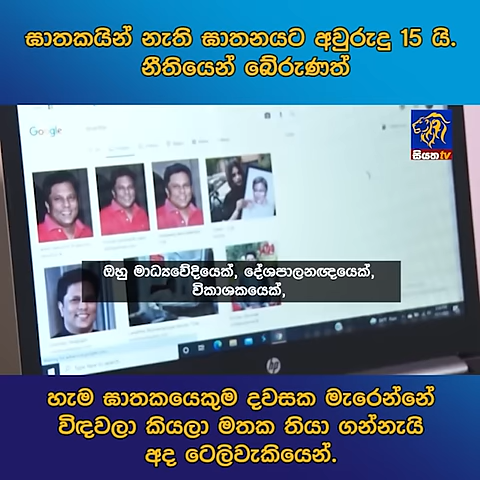 ඝාතකයින් නැති ඝාතනයට අවුරුදු 15 යි.
නීතියෙන් බේරුණත්
Google
සියත tv
ඔහු මාධ්‍යවේදියෙක්, දේශපාලනඥයෙක්,
විකාශකයෙක්,
hp
හැම ඝාතකයෙකුම දවසක මැරෙන්නේ
විඳවලා කියලා මතක තියා ගන්නැයි
අද ටෙලිවැකියෙන්.